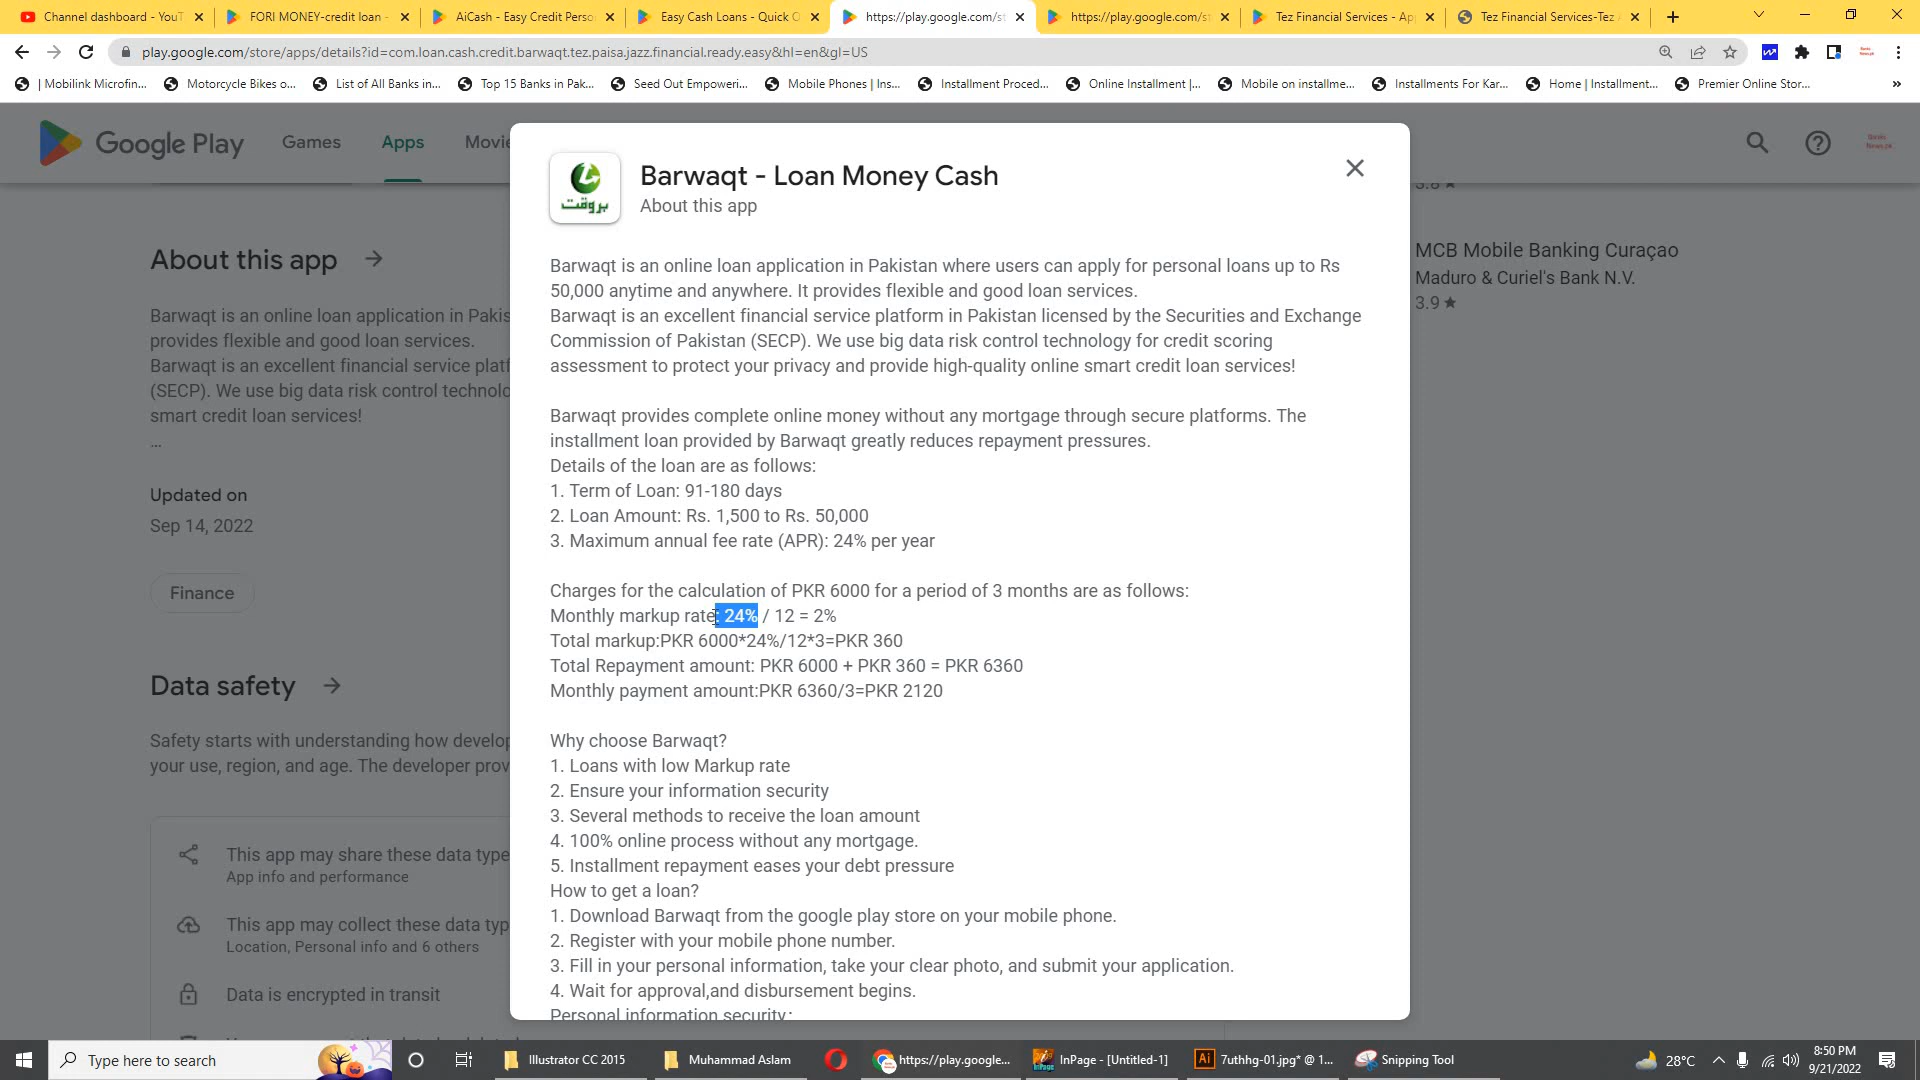 Channel dashboard - YouT
FORI MONEY-credit loan -
AiCash - Easy Credit Perso
Easy Cash Loans - Quick O
https://play.google.com/st
https://play.google.com/st
Tez Financial Services - Ap
Tez Financial Services-Tez
play.google.com/store/apps/details?id=com.loan.cash.credit.barwaqt.tez.paisa.jazz.financial.ready.easy&hl=en&gl=US
| Mobilink Microfin...
Motorcycle Bikes o...
List of All Banks in...
Top 15 Banks in Pak...
Seed Out Empoweri...
Mobile Phones | Ins...
Installment Proced...
Online Installment |...
Mobile on installme...
Installments For Kar...
Home | Installment...
Premier Online Stor...
»
Google Play
Games
Apps
Movie
About this app
Barwaqt is an online loan application in Pakis
provides flexible and good loan services.
Barwaqt is an excellent financial service platf
(SECP). We use big data risk control technolo
smart credit loan services!
...
Updated on
Sep 14, 2022
Finance
Data safety
Safety starts with understanding how develop
your use, region, and age. The developer prov
This app may share these data type
App info and performance
This app may collect these data typ
Location, Personal info and 6 others
Data is encrypted in transit
بروقت
Barwaqt - Loan Money Cash
About this app
Barwaqt is an online loan application in Pakistan where users can apply for personal loans up to Rs
50,000 anytime and anywhere. It provides flexible and good loan services.
Barwaqt is an excellent financial service platform in Pakistan licensed by the Securities and Exchange
Commission of Pakistan (SECP). We use big data risk control technology for credit scoring
assessment to protect your privacy and provide high-quality online smart credit loan services!
Barwaqt provides complete online money without any mortgage through secure platforms. The
installment loan provided by Barwaqt greatly reduces repayment pressures.
Details of the loan are as follows:
1. Term of Loan: 91-180 days
2. Loan Amount: Rs. 1,500 to Rs. 50,000
3. Maximum annual fee rate (APR): 24% per year
Charges for the calculation of PKR 6000 for a period of 3 months are as follows:
Monthly markup rate: 24% / 12 = 2%
Total markup:PKR 6000*24%/12*3=PKR 360
Total Repayment amount: PKR 6000 + PKR 360 = PKR 6360
Monthly payment amount:PKR 6360/3=PKR 2120
Why choose Barwaqt?
1. Loans with low Markup rate
2. Ensure your information security
3. Several methods to receive the loan amount
4. 100% online process without any mortgage.
5. Installment repayment eases your debt pressure
How to get a loan?
1. Download Barwaqt from the google play store on your mobile phone.
2. Register with your mobile phone number.
3. Fill in your personal information, take your clear photo, and submit your application.
4. Wait for approval,and disbursement begins.
Personal information security:
3.8 ★
MCB Mobile Banking Curaçao
Maduro & Curiel's Bank N.V.
3.9 ★
Type here to search
Illustrator CC 2015
Muhammad Aslam
https://play.google...
InPage - [Untitled-1]
Ai
7uthhg-01.jpg* @ 1...
Snipping Tool
28°C
8:50 PM
9/21/2022